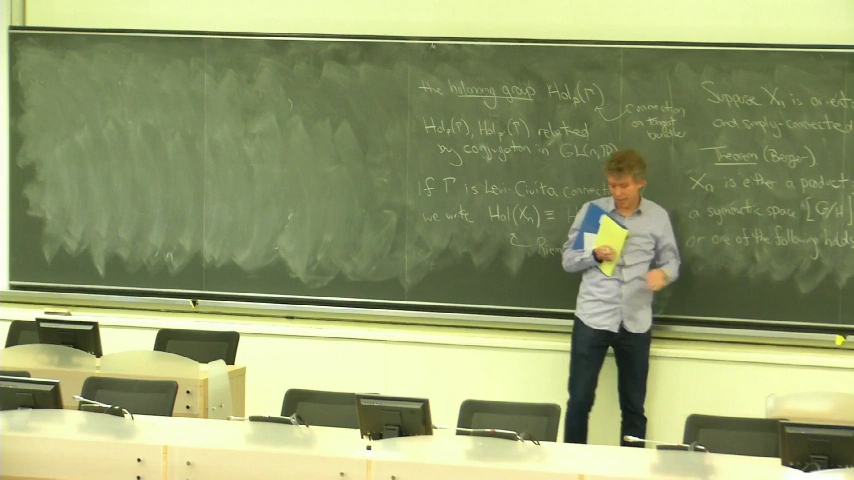 the holonomy group Holp(Γ)
connection
on tangent
bundle
Holp(Γ), Holp'(Γ) related
by conjugation in GL(n,ℝ)
If Γ is Levi-Civita connect
we write Hol(Xn) ≡ H
Riem
Suppose Xn is orient
and simply-connected
Theorem (Berger)
Xn is either a product
a symmetric space [G/H]
or one of the following holds